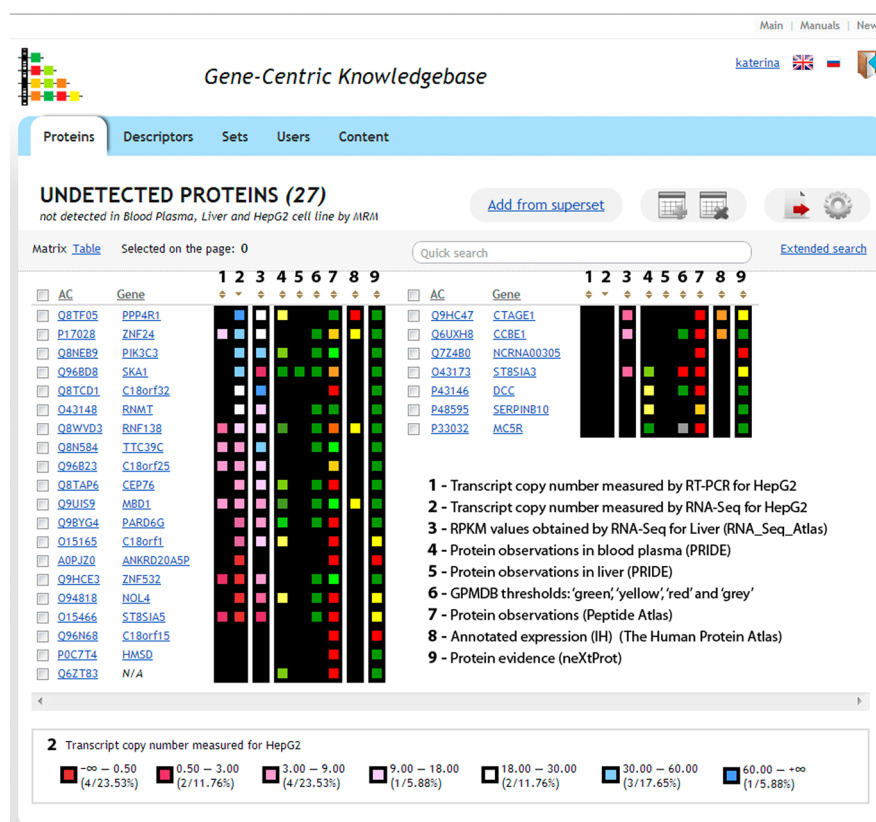 Main | Manuals | New
Gene-Centric Knowledgebase
katerina
Proteins Descriptors Sets Users Content
UNDETECTED PROTEINS (27)
not detected in Blood Plasma, Liver and HepG2 cell line by MRM
Add from superset
Matrix Table Selected on the page: 0
Quick search
Extended search
1 2 3 4 5 6 7 8 9
AC Gene
Q8TF05 PPP4R1
P17028 ZNF24
Q8NEB9 PIK3C3
Q96BD8 SKA1
Q8TCD1 C18orf32
O43148 RNMT
Q8WVD3 RNF138
Q8N584 TTC39C
Q96B23 C18orf25
Q8TAP6 CEP76
Q9UIS9 MBD1
Q9BYG4 PARD6G
O15165 C18orf1
A0PJZ0 ANKRD20A5P
Q9HCE3 ZNF532
O94818 NOL4
O15466 ST8SIA5
Q96N68 C18orf15
P0C7T4 HMSD
Q6ZT83 N/A
1 2 3 4 5 6 7 8 9
AC Gene
Q9HC47 CTAGE1
Q6UXH8 CCBE1
Q7Z4B0 NCRNA00305
O43173 ST8SIA3
P43146 DCC
P48595 SERPINB10
P33032 MC5R
1 - Transcript copy number measured by RT-PCR for HepG2
2 - Transcript copy number measured by RNA-Seq for HepG2
3 - RPKM values obtained by RNA-Seq for Liver (RNA_Seq_Atlas)
4 - Protein observations in blood plasma (PRIDE)
5 - Protein observations in liver (PRIDE)
6 - GPMDB thresholds: 'green', 'yellow', 'red' and 'grey'
7 - Protein observations (Peptide Atlas)
8 - Annotated expression (IH) (The Human Protein Atlas)
9 - Protein evidence (neXtProt)
2 Transcript copy number measured for HepG2
-∞ — 0.50 0.50 — 3.00 3.00 — 9.00 9.00 — 18.00 18.00 — 30.00 30.00 — 60.00 60.00 — +∞
(4/23.53%) (2/11.76%) (4/23.53%) (1/5.88%) (2/11.76%) (3/17.65%) (1/5.88%)